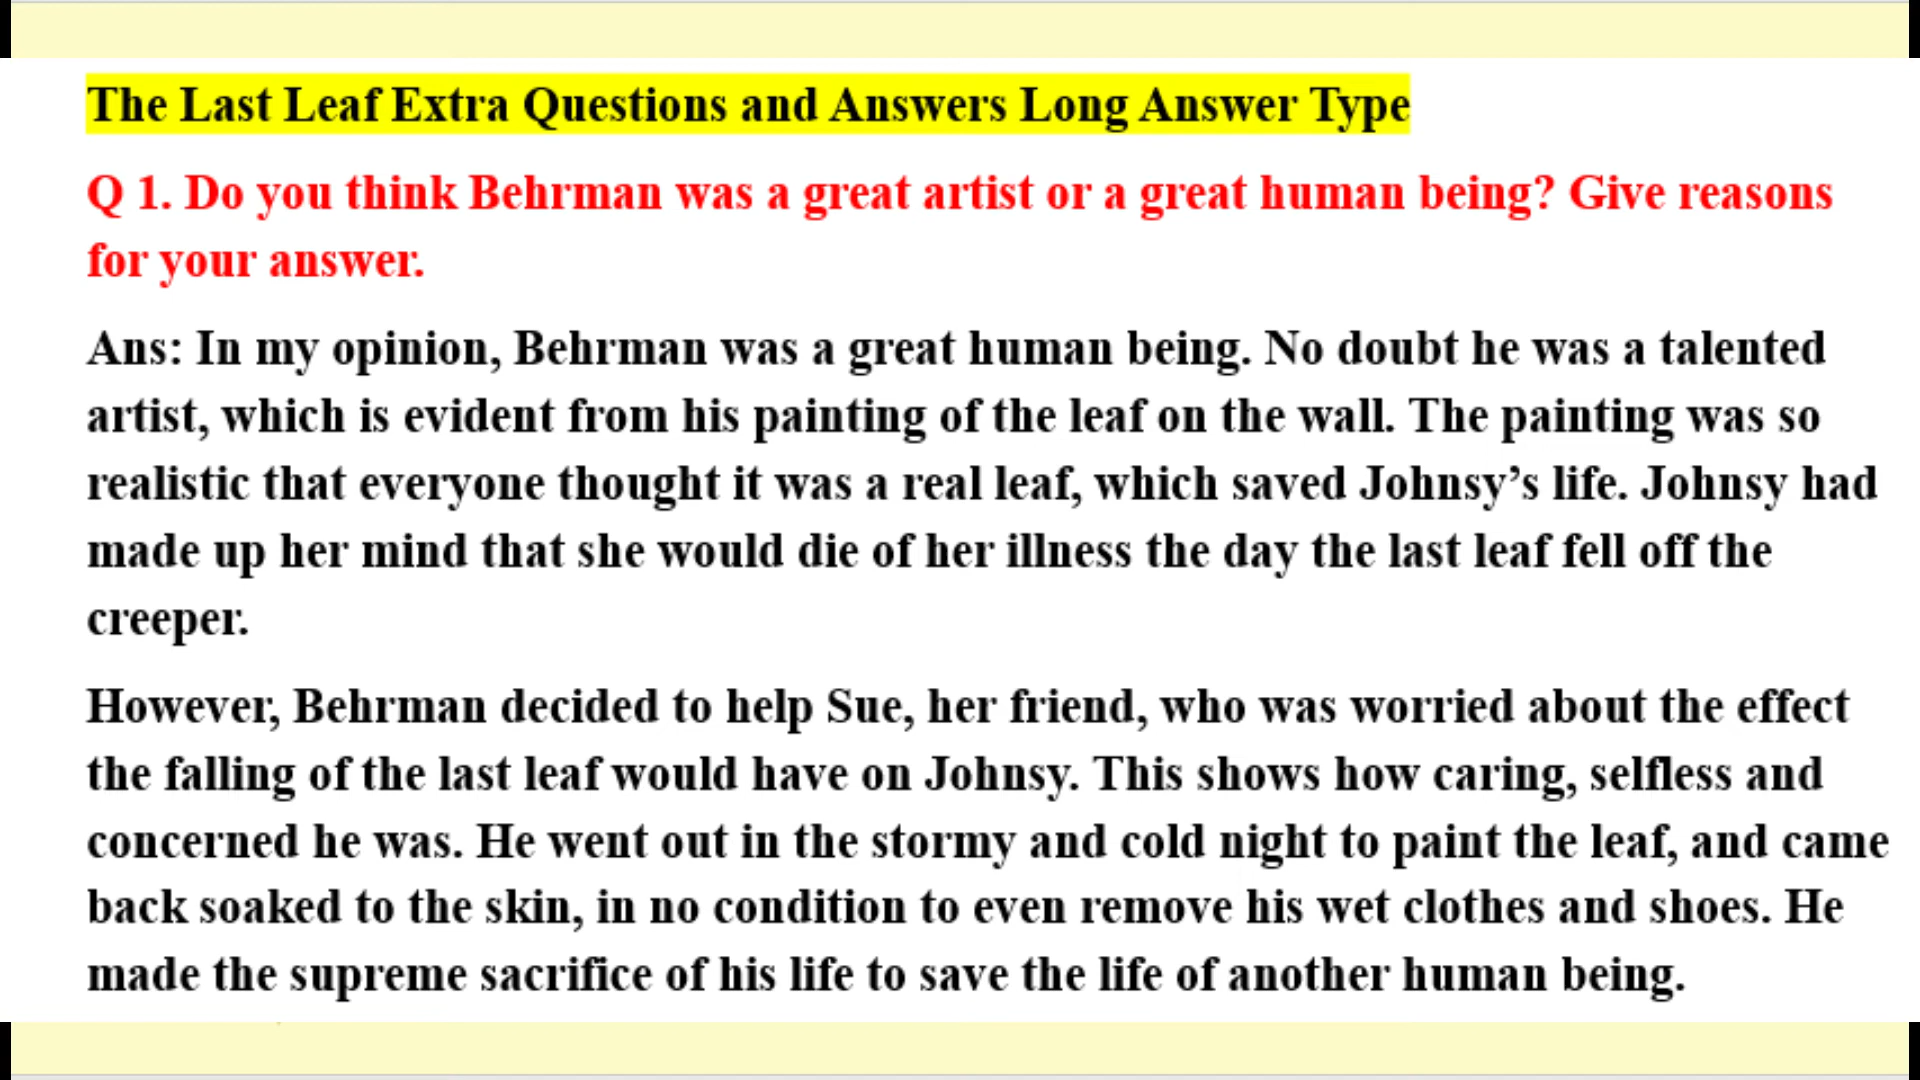 The Last Leaf Extra Questions and Answers Long Answer Type
Q 1. Do you think Behrman was a great artist or a great human being? Give reasons
for your answer.
Ans: In my opinion, Behrman was a great human being. No doubt he was a talented
artist, which is evident from his painting of the leaf on the wall. The painting was so
realistic that everyone thought it was a real leaf, which saved Johnsy’s life. Johnsy had
made up her mind that she would die of her illness the day the last leaf fell off the
creeper.
However, Behrman decided to help Sue, her friend, who was worried about the effect
the falling of the last leaf would have on Johnsy. This shows how caring, selfless and
concerned he was. He went out in the stormy and cold night to paint the leaf, and came
back soaked to the skin, in no condition to even remove his wet clothes and shoes. He
made the supreme sacrifice of his life to save the life of another human being.